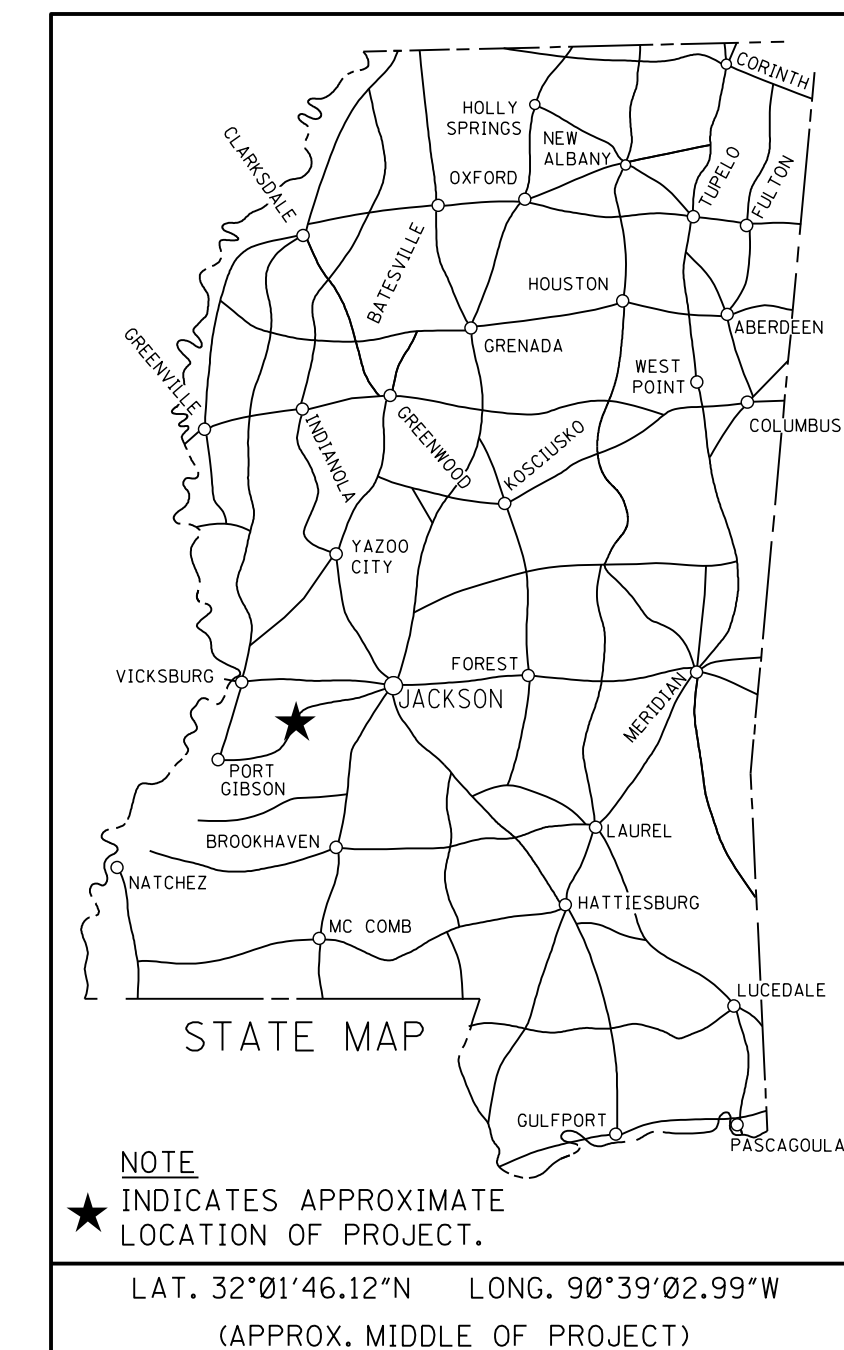 CORINTH
HOLLY
SPRINGS
NEW
ALBANY
CLARKSDALE
OXFORD
TUPELO
FULTON
BATESVILLE
HOUSTON
ABERDEEN
GREENVILLE
GRENADA
WEST
POINT
COLUMBUS
INDIANOLA
GREENWOOD
KOSCIUSKO
YAZOO
CITY
VICKSBURG
FOREST
JACKSON
MERIDIAN
PORT
GIBSON
BROOKHAVEN
LAUREL
NATCHEZ
HATTIESBURG
MC COMB
LUCEDALE
STATE MAP
GULFPORT
PASCAGOULA
NOTE
INDICATES APPROXIMATE
LOCATION OF PROJECT.
LAT. 32°01'46.12"N LONG. 90°39'02.99"W
(APPROX. MIDDLE OF PROJECT)